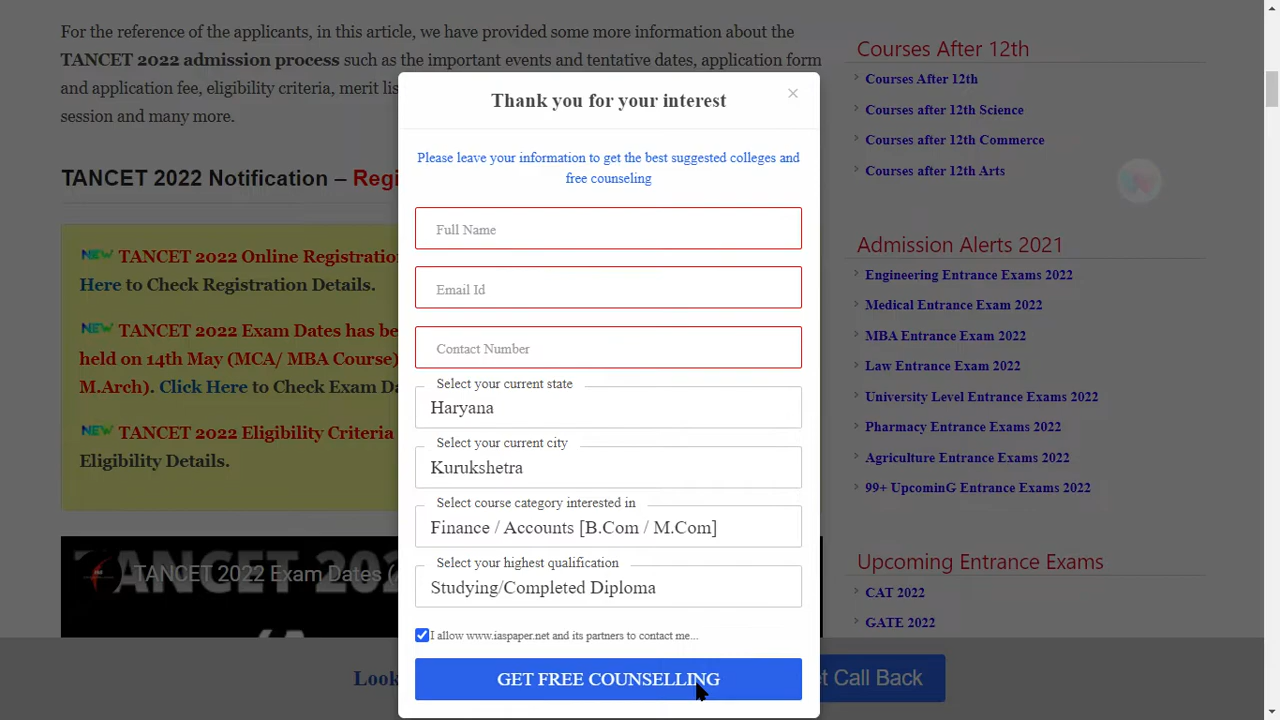 For the reference of the applicants, in this article, we have provided some more information about the
TANCET 2022 admission process such as the important events and tentative dates, application form
and application fee, eligibility criteria, merit
session and many more.
TANCET 2022 Notification –
NEW TANCET 2022 Online
Here to Check Registration Details.
NEW TANCET 2022 Exam Dates has
held on 14th May (MCA/ MBA Course)
M.Arch). Click Here to Check Exam
NEW TANCET 2022 Eligibility Criteria
Eligibility Details.
TANCET 2022 Exam Dates
Thank you for your interest
×
Please leave your information to get the best suggested colleges and
free counseling
Full Name
Email Id
Contact Number
Select your current state
Haryana
Select your current city
Kurukshetra
Select course category interested in
Finance / Accounts [B.Com / M.Com]
Select your highest qualification
Studying/Completed Diploma
I allow www.iaspaper.net and its partners to contact me...
GET FREE COUNSELLING
Call Back
Courses After 12th
Courses After 12th
Courses after 12th Science
Courses after 12th Commerce
Courses after 12th Arts
Admission Alerts 2021
Engineering Entrance Exams 2022
Medical Entrance Exam 2022
MBA Entrance Exam 2022
Law Entrance Exam 2022
University Level Entrance Exams 2022
Pharmacy Entrance Exams 2022
Agriculture Entrance Exams 2022
99+ UpcominG Entrance Exams 2022
Upcoming Entrance Exams
CAT 2022
GATE 2022